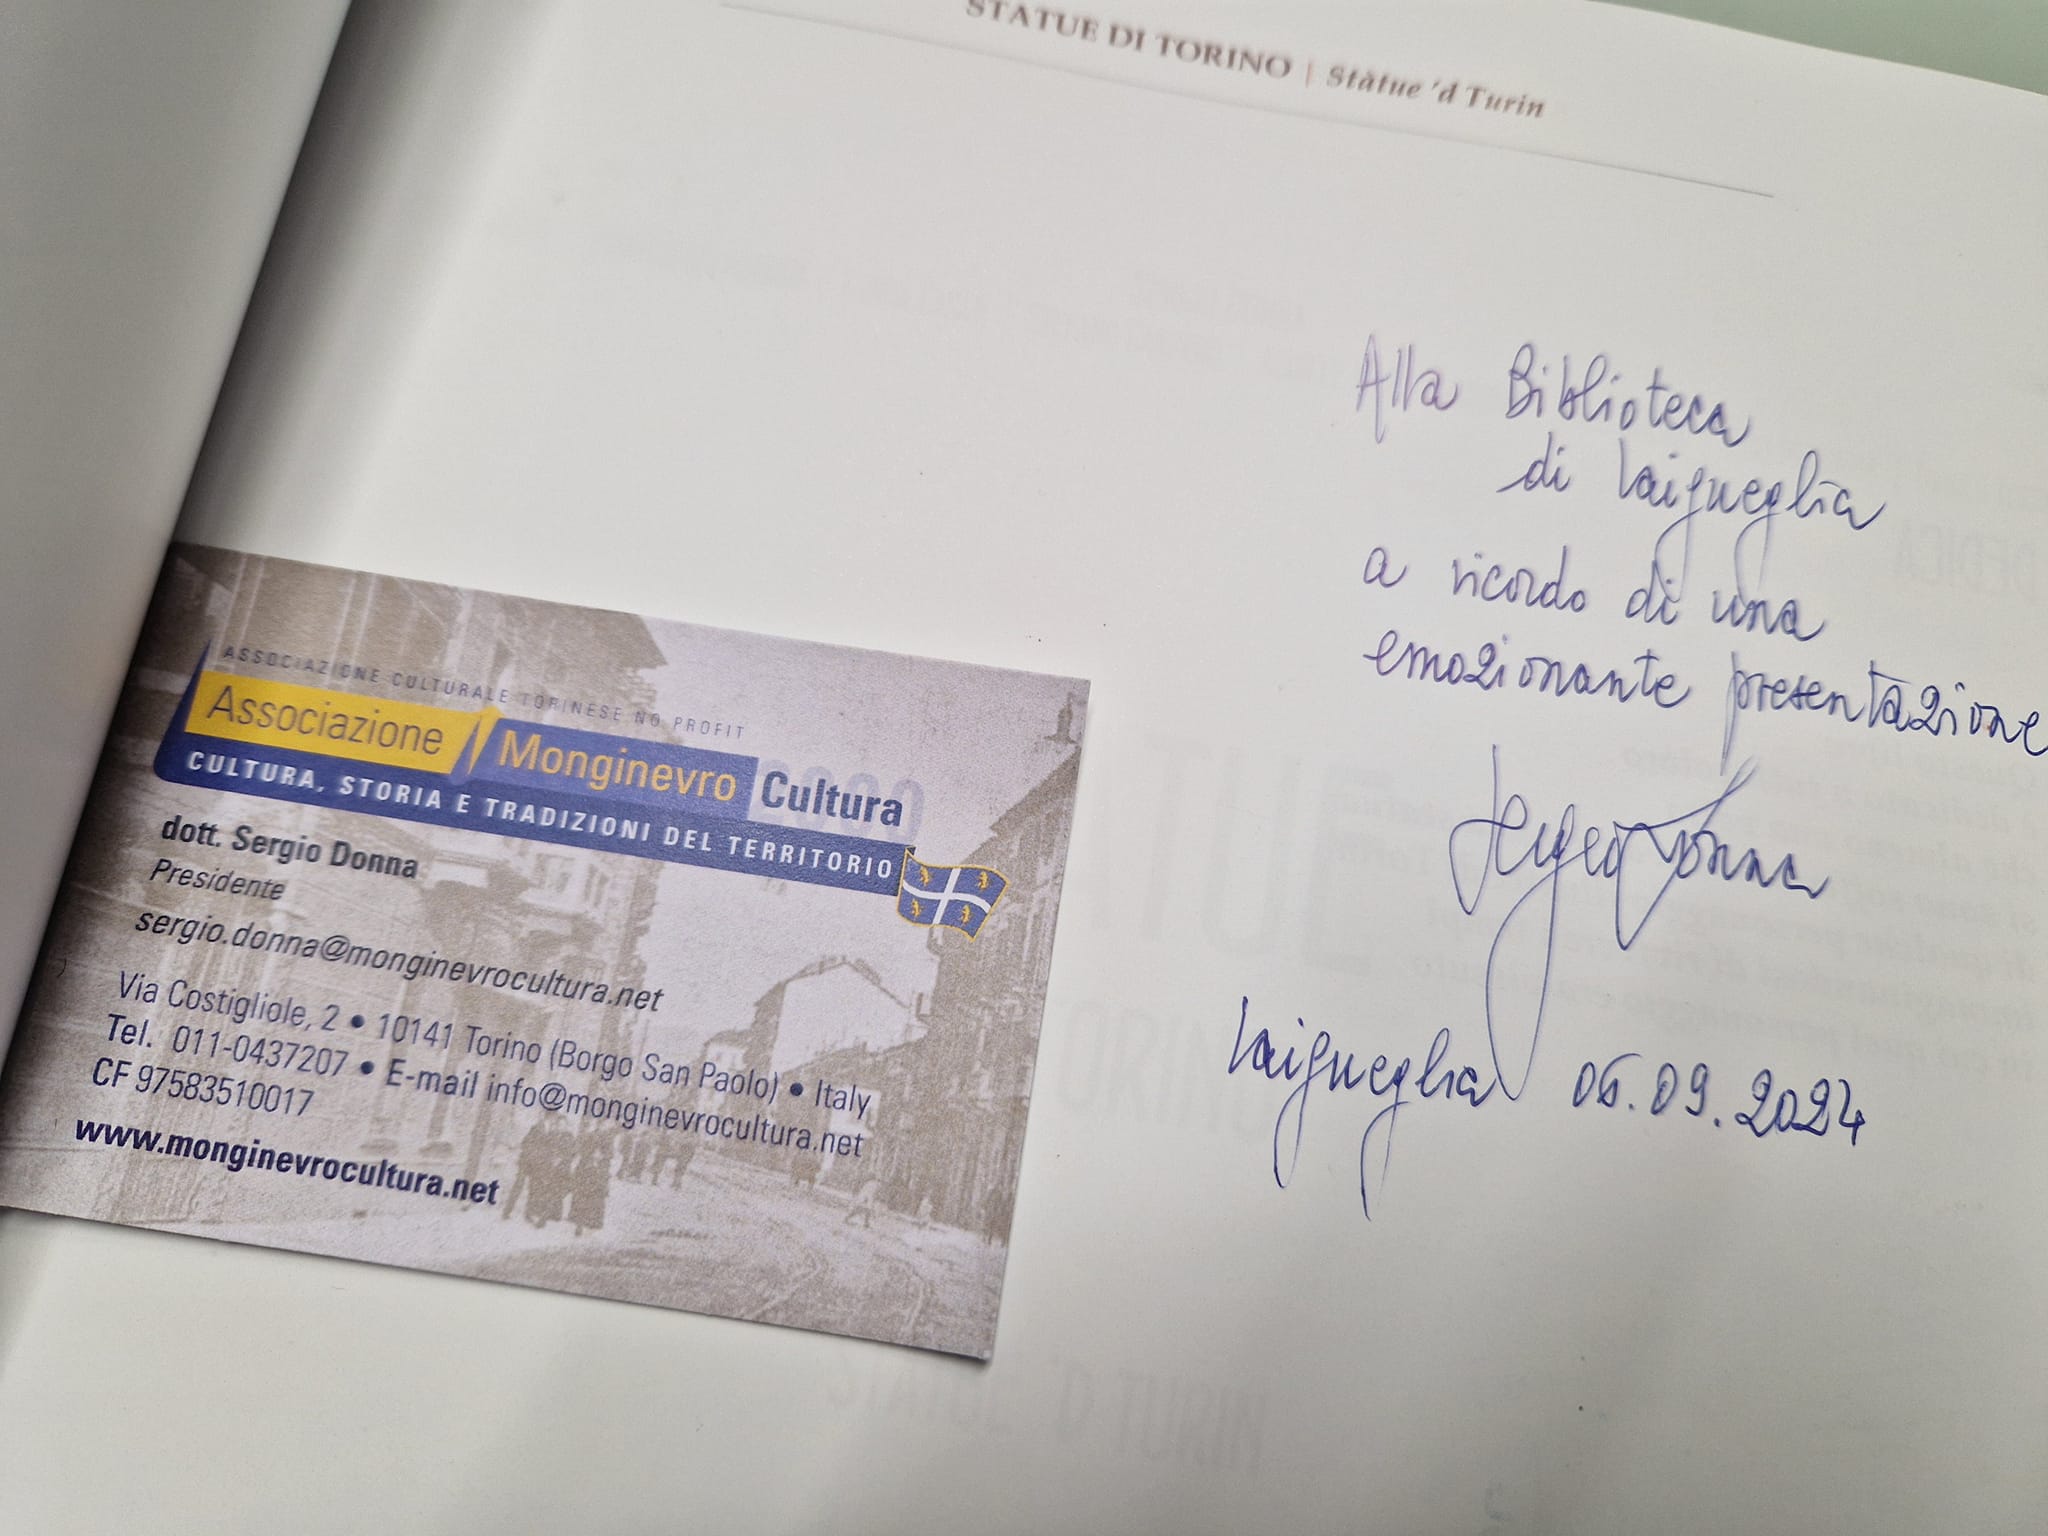 STATUE DI TORINO | Stàtue 'd Turin
Alla Biblioteca
di Laigueglia
a ricordo di una
emozionante presentazione
Sergio Donna
Laigueglia 06.09.2024
ASSOCIAZIONE CULTURALE TORINESE NO PROFIT
Associazione Monginevro Cultura
CULTURA, STORIA E TRADIZIONI DEL TERRITORIO
dott. Sergio Donna
Presidente
sergio.donna@monginevrocultura.net
Via Costigliole, 2 • 10141 Torino (Borgo San Paolo) • Italy
Tel. 011-0437207 • E-mail info@monginevrocultura.net
CF 97583510017
www.monginevrocultura.net